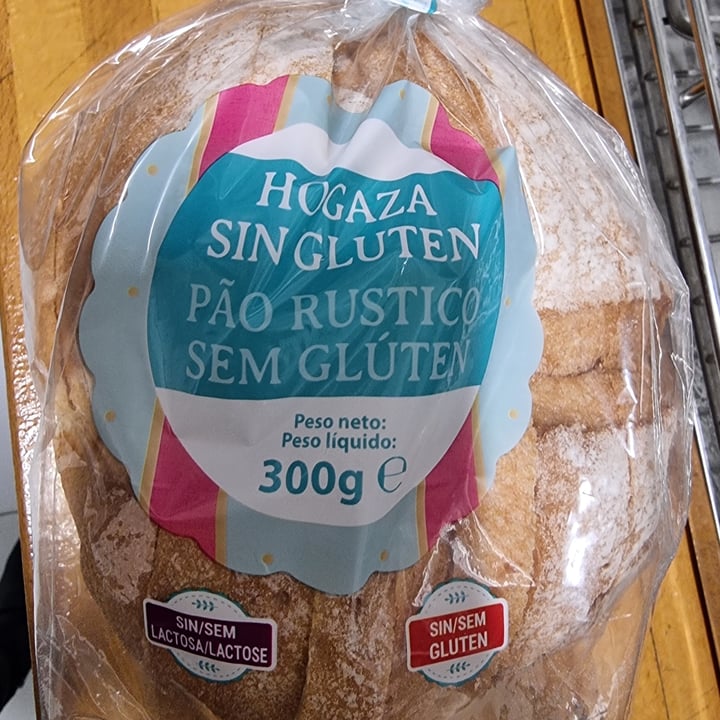 HOGAZA
SIN GLUTEN
PÃO RUSTICO
SEM GLÚTEN
Peso neto:
Peso líquido:
300g ℮
SIN/SEM
LACTOSA/LACTOSE
SIN/SEM
GLUTEN